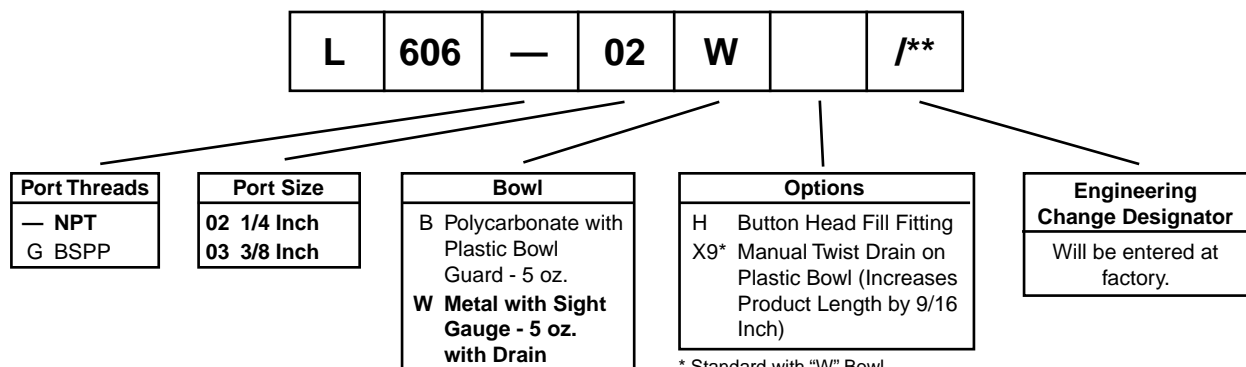 L 606 — 02 W /**
Port Threads
— NPT
G BSPP
Port Size
02 1/4 Inch
03 3/8 Inch
Bowl
B Polycarbonate with
Plastic Bowl
Guard - 5 oz.
W Metal with Sight
Gauge - 5 oz.
with Drain
Options
H Button Head Fill Fitting
X9* Manual Twist Drain on
Plastic Bowl (Increases
Product Length by 9/16
Inch)
* Standard with “W” Bowl
Engineering
Change Designator
Will be entered at
factory.